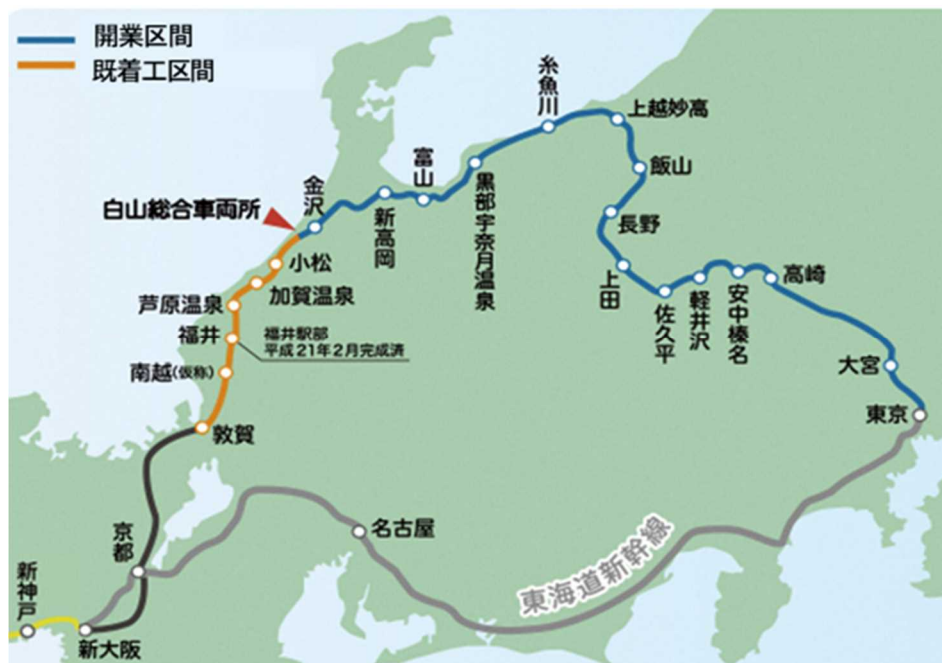 開業区間
既着工区間
糸魚川
上越妙高
飯山
富山
黒部宇奈月温泉
金沢
新高岡
長野
白山総合車両所
小松
加賀温泉
上田
佐久平
軽井沢
安中榛名
高崎
芦原温泉
福井
福井駅部
平成21年2月完成済
南越(仮称)
大宮
東京
敦賀
京都
名古屋
東海道新幹線
新神戸
新大阪